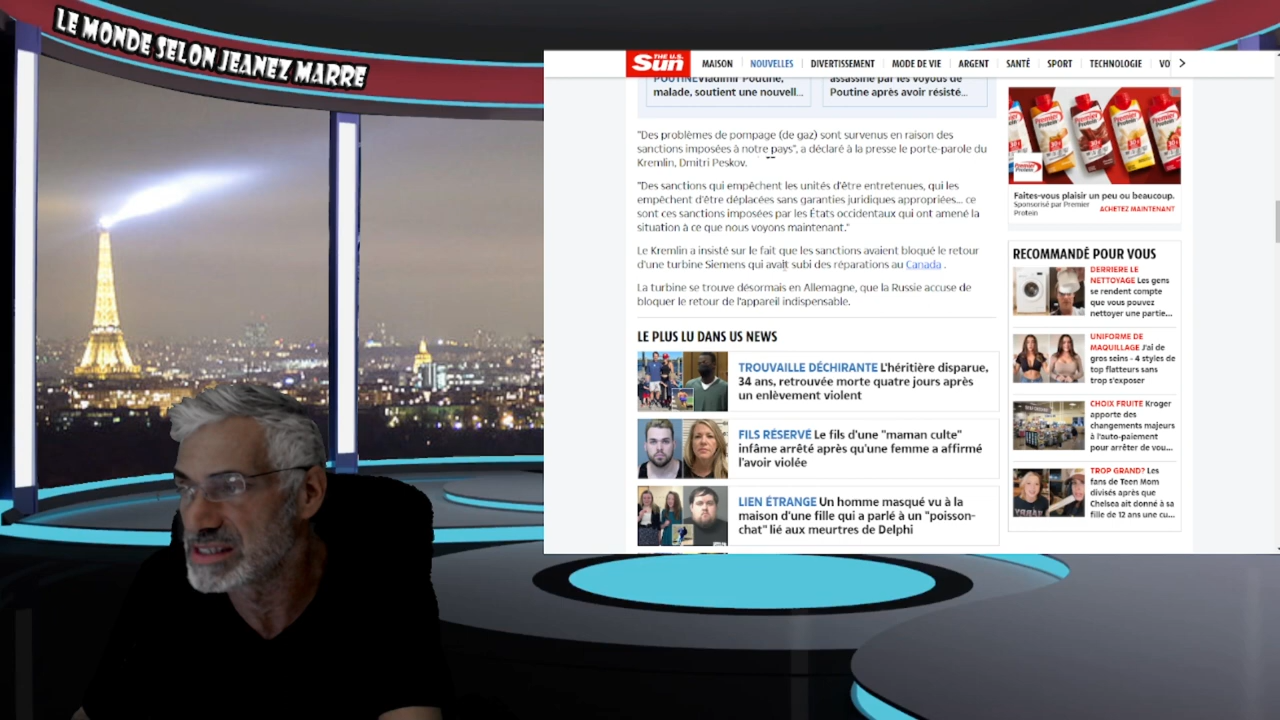 LE MONDE SELON JEANEZ MARRE
THE U.S.
Sun
MAISON
NOUVELLES
DIVERTISSEMENT
MODE DE VIE
ARGENT
SANTÉ
SPORT
TECHNOLOGIE
VO
POUTINEVladimir Poutine,
malade, soutient une nouvell...
assassiné par les voyous de
Poutine après avoir résisté...
"Des problèmes de pompage (de gaz) sont survenus en raison des
sanctions imposées à notre pays", a déclaré à la presse le porte-parole du
Kremlin, Dmitri Peskov.
"Des sanctions qui empêchent les unités d'être entretenues, qui les
empêchent d'être déplacées sans garanties juridiques appropriées... ce
sont ces sanctions imposées par les États occidentaux qui ont amené la
situation à ce que nous voyons maintenant."
Le Kremlin a insisté sur le fait que les sanctions avaient bloqué le retour
d'une turbine Siemens qui avait subi des réparations au Canada .
La turbine se trouve désormais en Allemagne, que la Russie accuse de
bloquer le retour de l'appareil indispensable.
LE PLUS LU DANS US NEWS
TROUVAILLE DÉCHIRANTE L'héritière disparue,
34 ans, retrouvée morte quatre jours après
un enlèvement violent
FILS RÉSERVÉ Le fils d'une "maman culte"
infâme arrêté après qu'une femme a affirmé
l'avoir violée
LIEN ÉTRANGE Un homme masqué vu à la
maison d'une fille qui a parlé à un "poisson-
chat" lié aux meurtres de Delphi
Premier
Protein
Faites-vous plaisir un peu ou beaucoup.
Sponsorisé par Premier
Protein
ACHETEZ MAINTENANT
RECOMMANDÉ POUR VOUS
DERRIERE LE
NETTOYAGE Les gens
se rendent compte
que vous pouvez
nettoyer une partie...
UNIFORME DE
MAQUILLAGE J'ai de
gros seins - 4 styles de
top flatteurs sans
trop s'exposer
CHOIX FRUITE Kroger
apporte des
changements majeurs
à l'auto-paiement
pour arrêter de vou...
TROP GRAND? Les
fans de Teen Mom
divisés après que
Chelsea ait donné à sa
fille de 12 ans une cu...